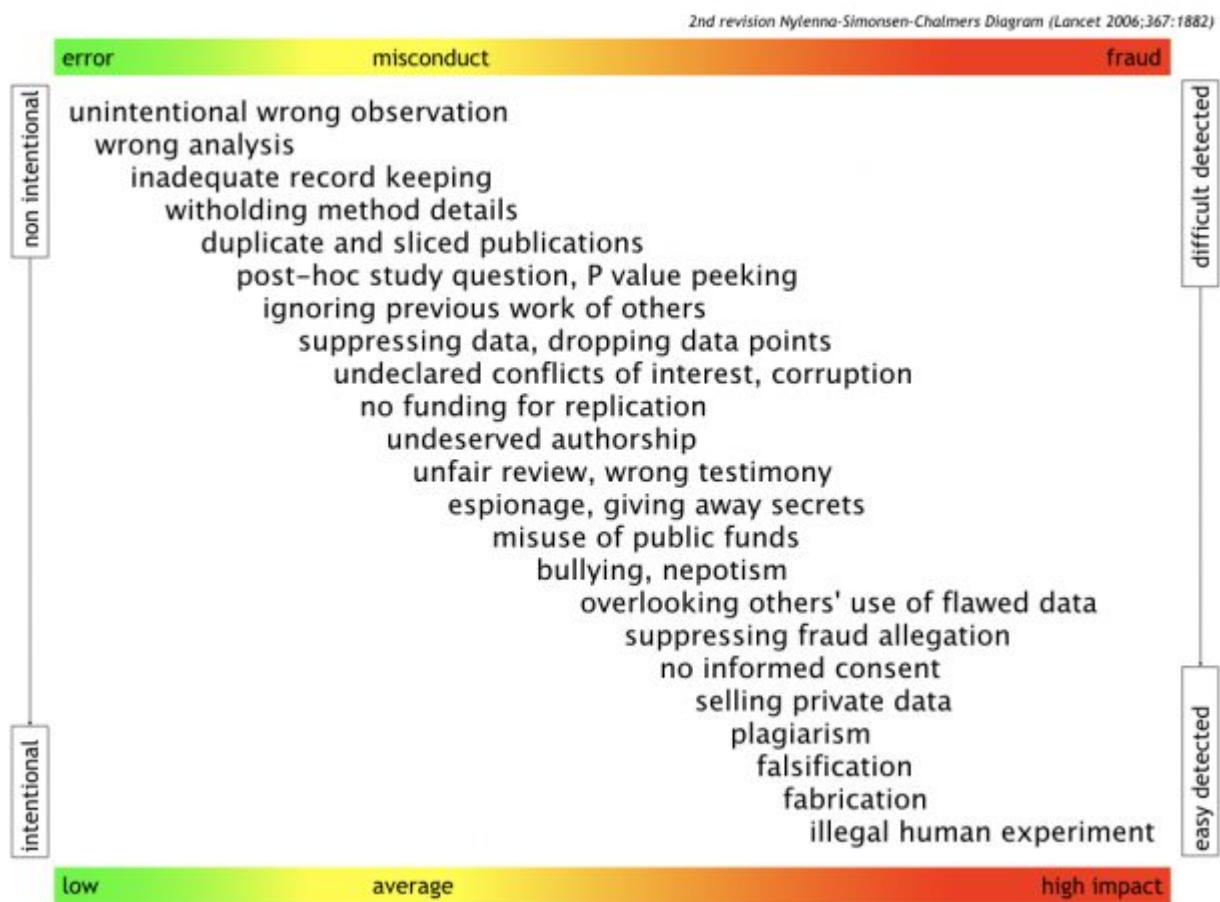 2nd revision Nylenna-Simonsen-Chalmers Diagram (Lancet 2006;367:1882)
error misconduct fraud
non intentional
difficult detected
unintentional wrong observation
wrong analysis
inadequate record keeping
witholding method details
duplicate and sliced publications
post-hoc study question, P value peeking
ignoring previous work of others
suppressing data, dropping data points
undeclared conflicts of interest, corruption
no funding for replication
undeserved authorship
unfair review, wrong testimony
espionage, giving away secrets
misuse of public funds
bullying, nepotism
overlooking others' use of flawed data
suppressing fraud allegation
no informed consent
selling private data
plagiarism
falsification
fabrication
illegal human experiment
intentional
easy detected
low average high impact